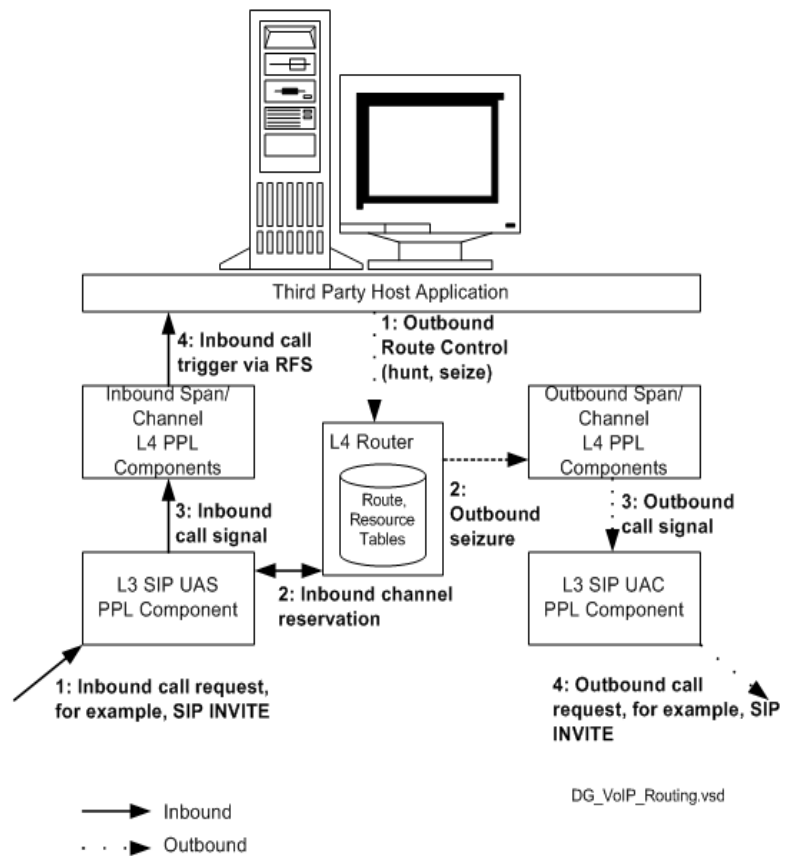 Third Party Host Application
4: Inbound call
trigger via RFS
1: Outbound
Route Control
(hunt, seize)
Inbound Span/
Channel
L4 PPL
Components
L4 Router
Route,
Resource
Tables
Outbound Span/
Channel
L4 PPL
Components
3: Inbound
call signal
2:
Outbound
seizure
3: Outbound
call signal
L3 SIP UAS
PPL Component
2: Inbound channel
reservation
L3 SIP UAC
PPL Component
1: Inbound call request,
for example, SIP INVITE
4: Outbound call
request, for example, SIP
INVITE
DG_VoIP_Routing.vsd
Inbound
Outbound